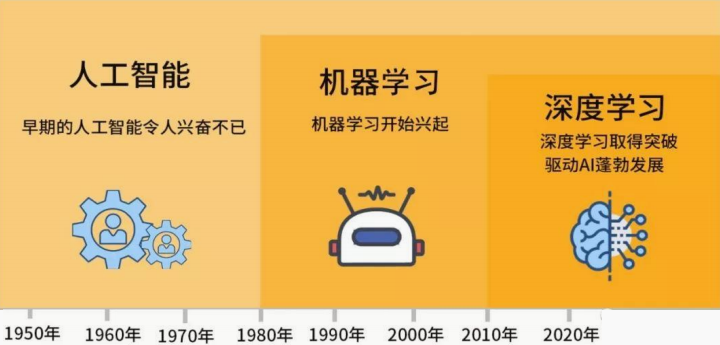 人工智能
早期的人工智能令人兴奋不已
机器学习
机器学习开始兴起
深度学习
深度学习取得突破
驱动AI蓬勃发展
1950年 1960年 1970年 1980年 1990年 2000年 2010年 2020年